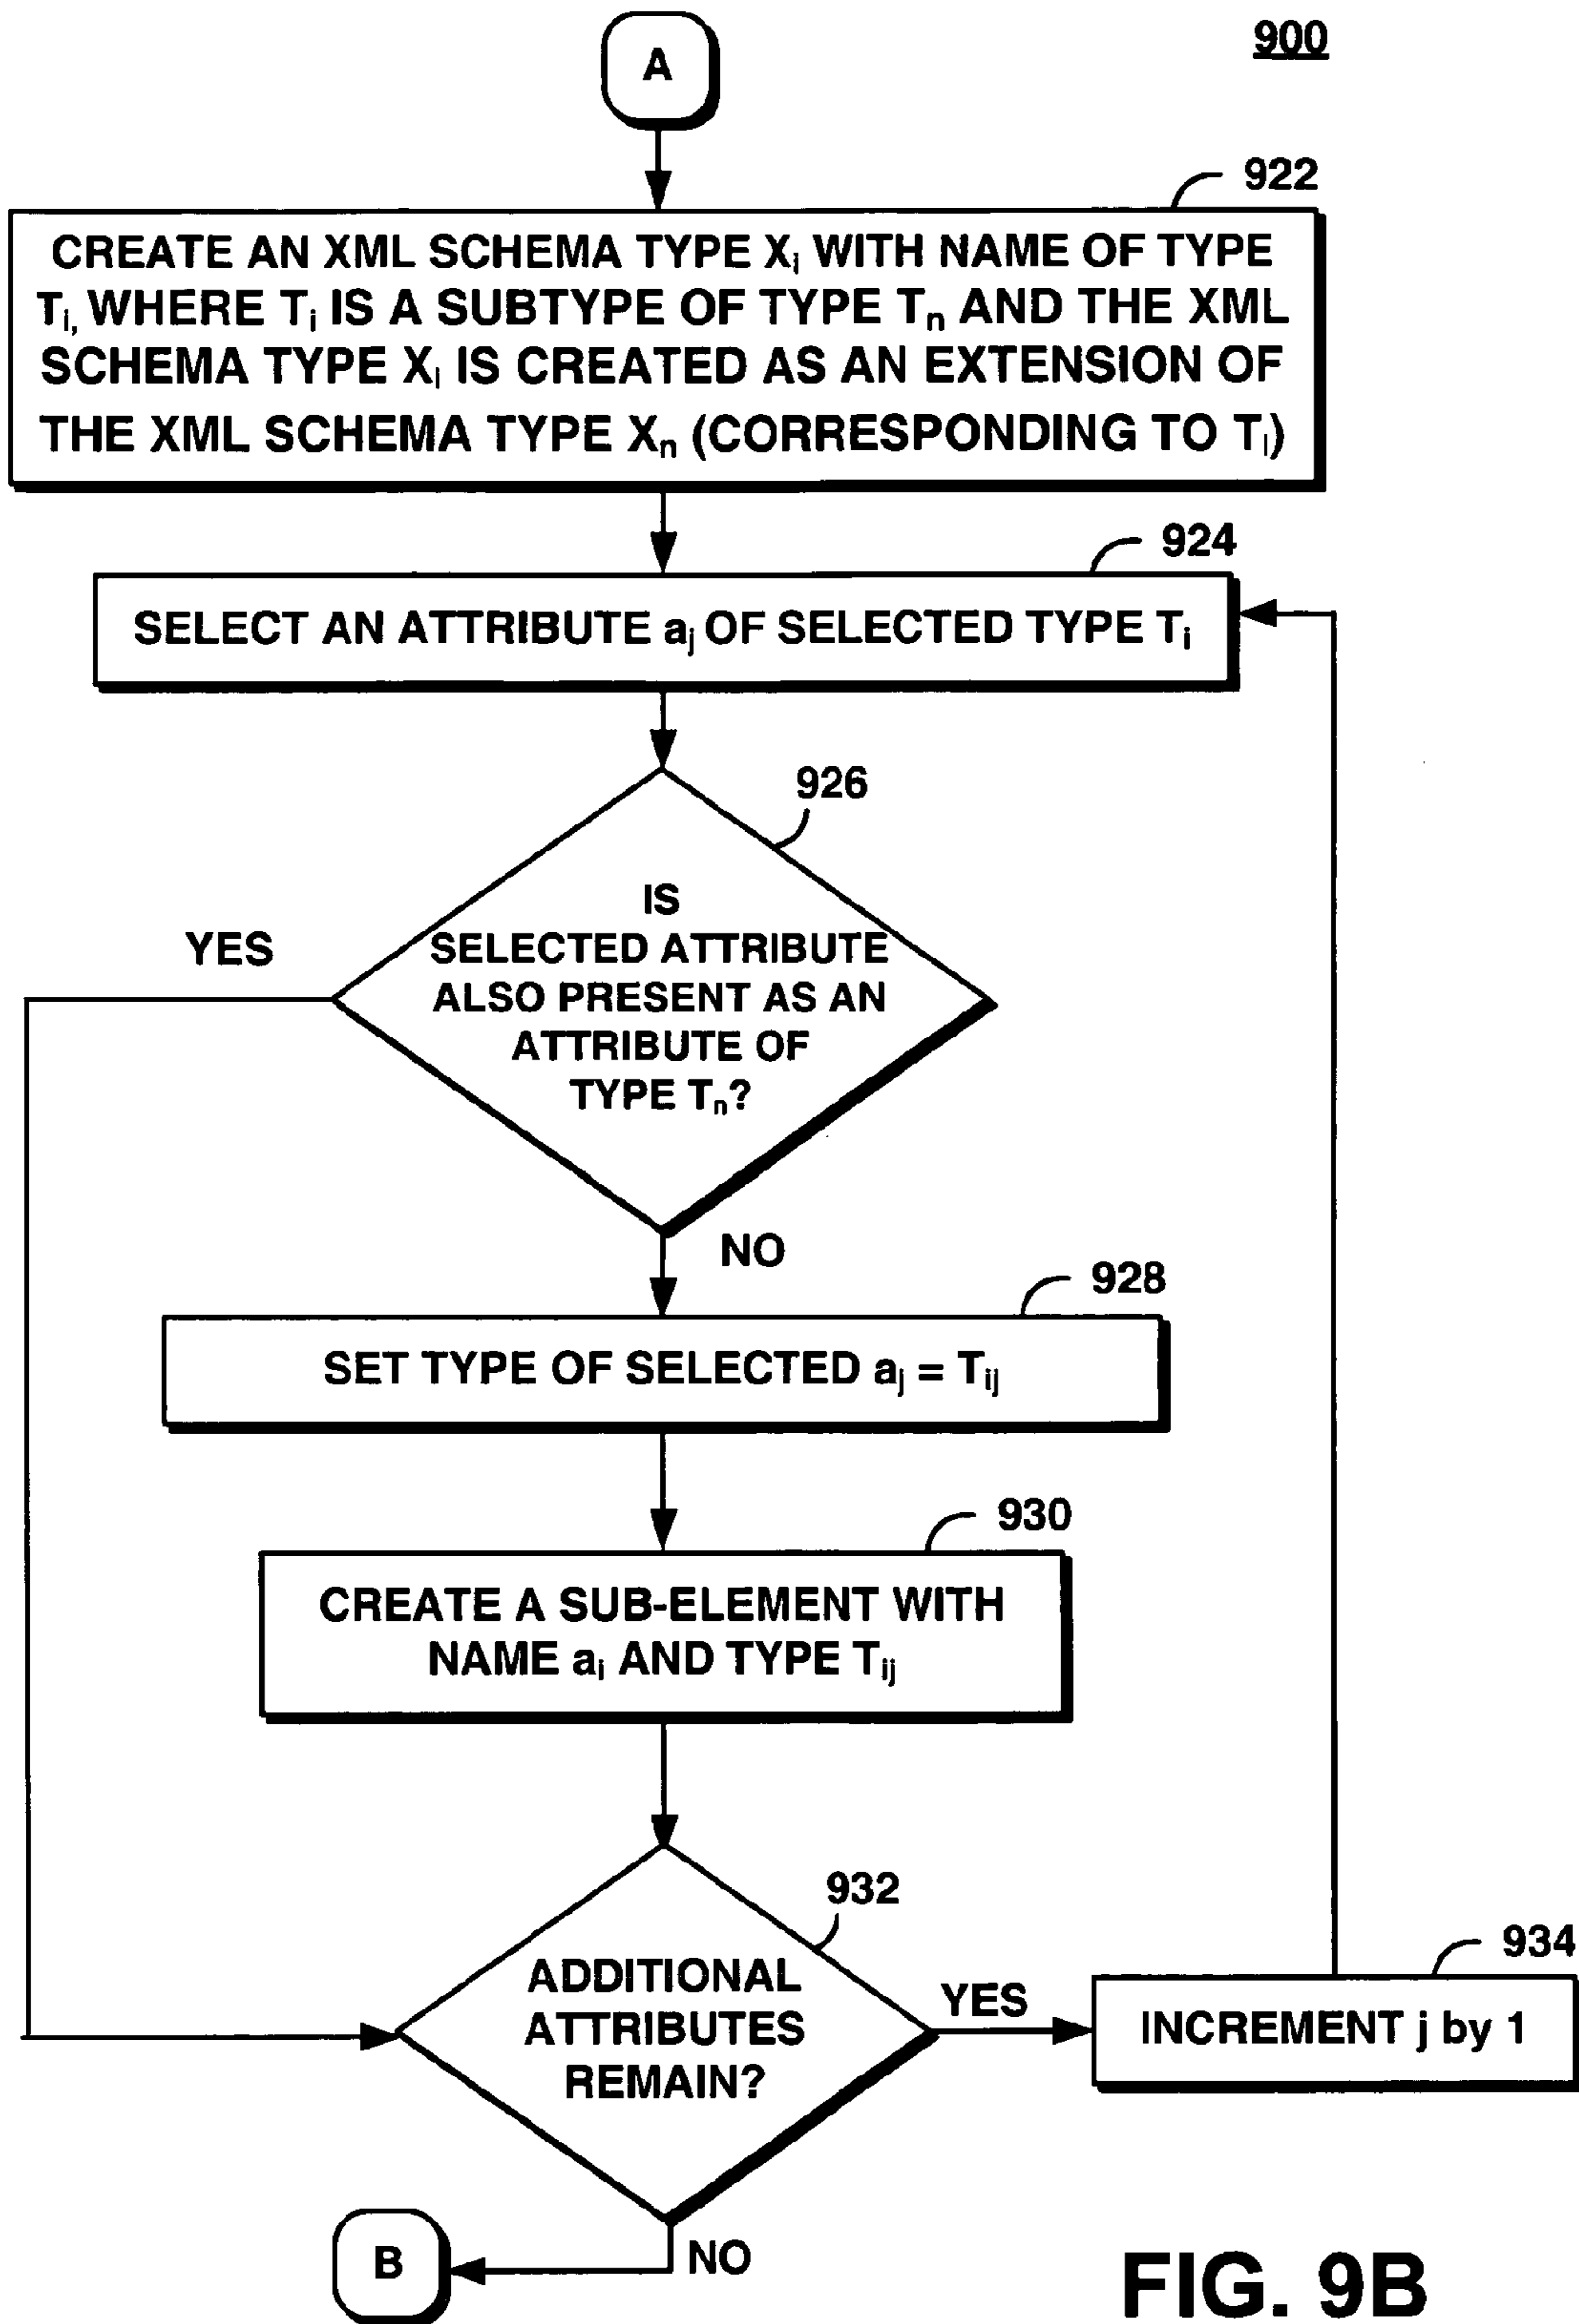 900
A
922
CREATE AN XML SCHEMA TYPE Xi WITH NAME OF TYPE
Ti, WHERE Ti IS A SUBTYPE OF TYPE Tn AND THE XML
SCHEMA TYPE Xi IS CREATED AS AN EXTENSION OF
THE XML SCHEMA TYPE Xn (CORRESPONDING TO Ti)
924
SELECT AN ATTRIBUTE aj OF SELECTED TYPE Ti
926
IS
SELECTED ATTRIBUTE
ALSO PRESENT AS AN
ATTRIBUTE OF
TYPE Tn?
YES
NO
928
SET TYPE OF SELECTED aj = Tij
930
CREATE A SUB-ELEMENT WITH
NAME ai AND TYPE Tij
932
ADDITIONAL
ATTRIBUTES
REMAIN?
YES
934
INCREMENT j by 1
NO
B
FIG. 9B